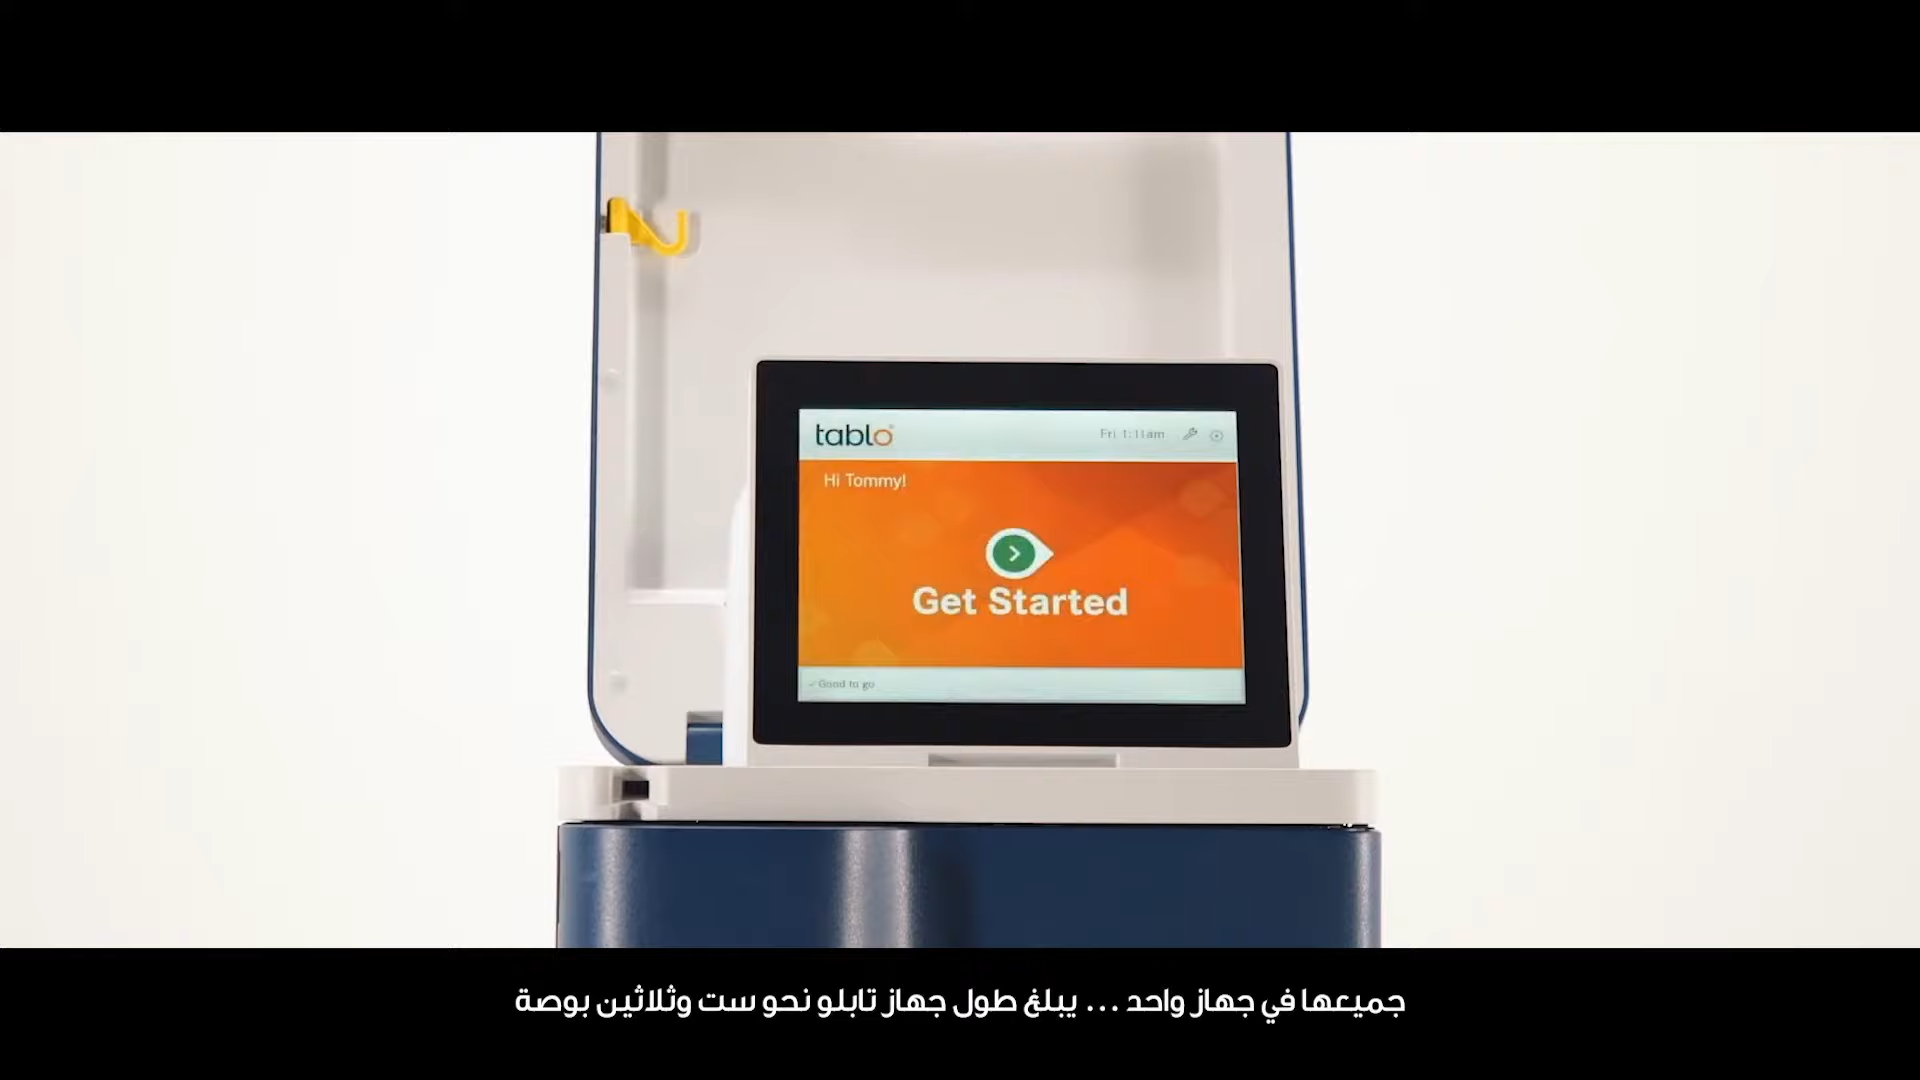 tablo
Fri 1:11am
Hi Tommy!
Get Started
Good to go
جميعها في جهاز واحد ... يبلغ طول جهاز تابلو نحو ست وثلاثين بوصة